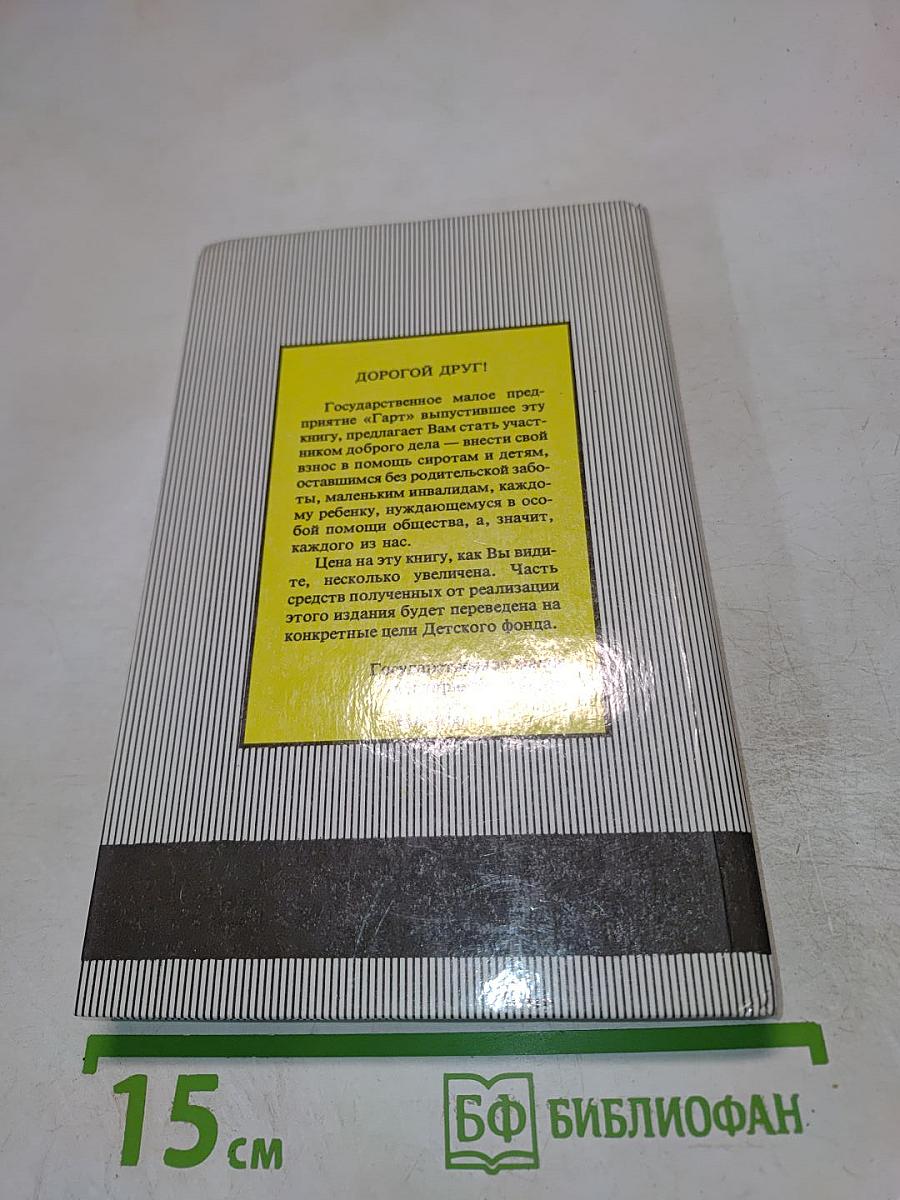 ДОРОГОЙ ДРУГ!
Государственное малое пред-
приятие «Гарт» выпустившее эту
книгу, предлагает Вам стать участ-
ником доброго дела — внести свой
взнос в помощь сиротам и детям,
оставшимся без родительской забо-
ты, маленьким инвалидам, каждо-
му ребенку, нуждающемуся в осо-
бой помощи общества, а, значит,
каждого из нас.
Цена на эту книгу, как Вы види-
те, несколько увеличена. Часть
средств полученных от реализации
этого издания будет переведена на
конкретные цели Детского фонда.
Государственное
15 см
БФ БИБЛИОФАН